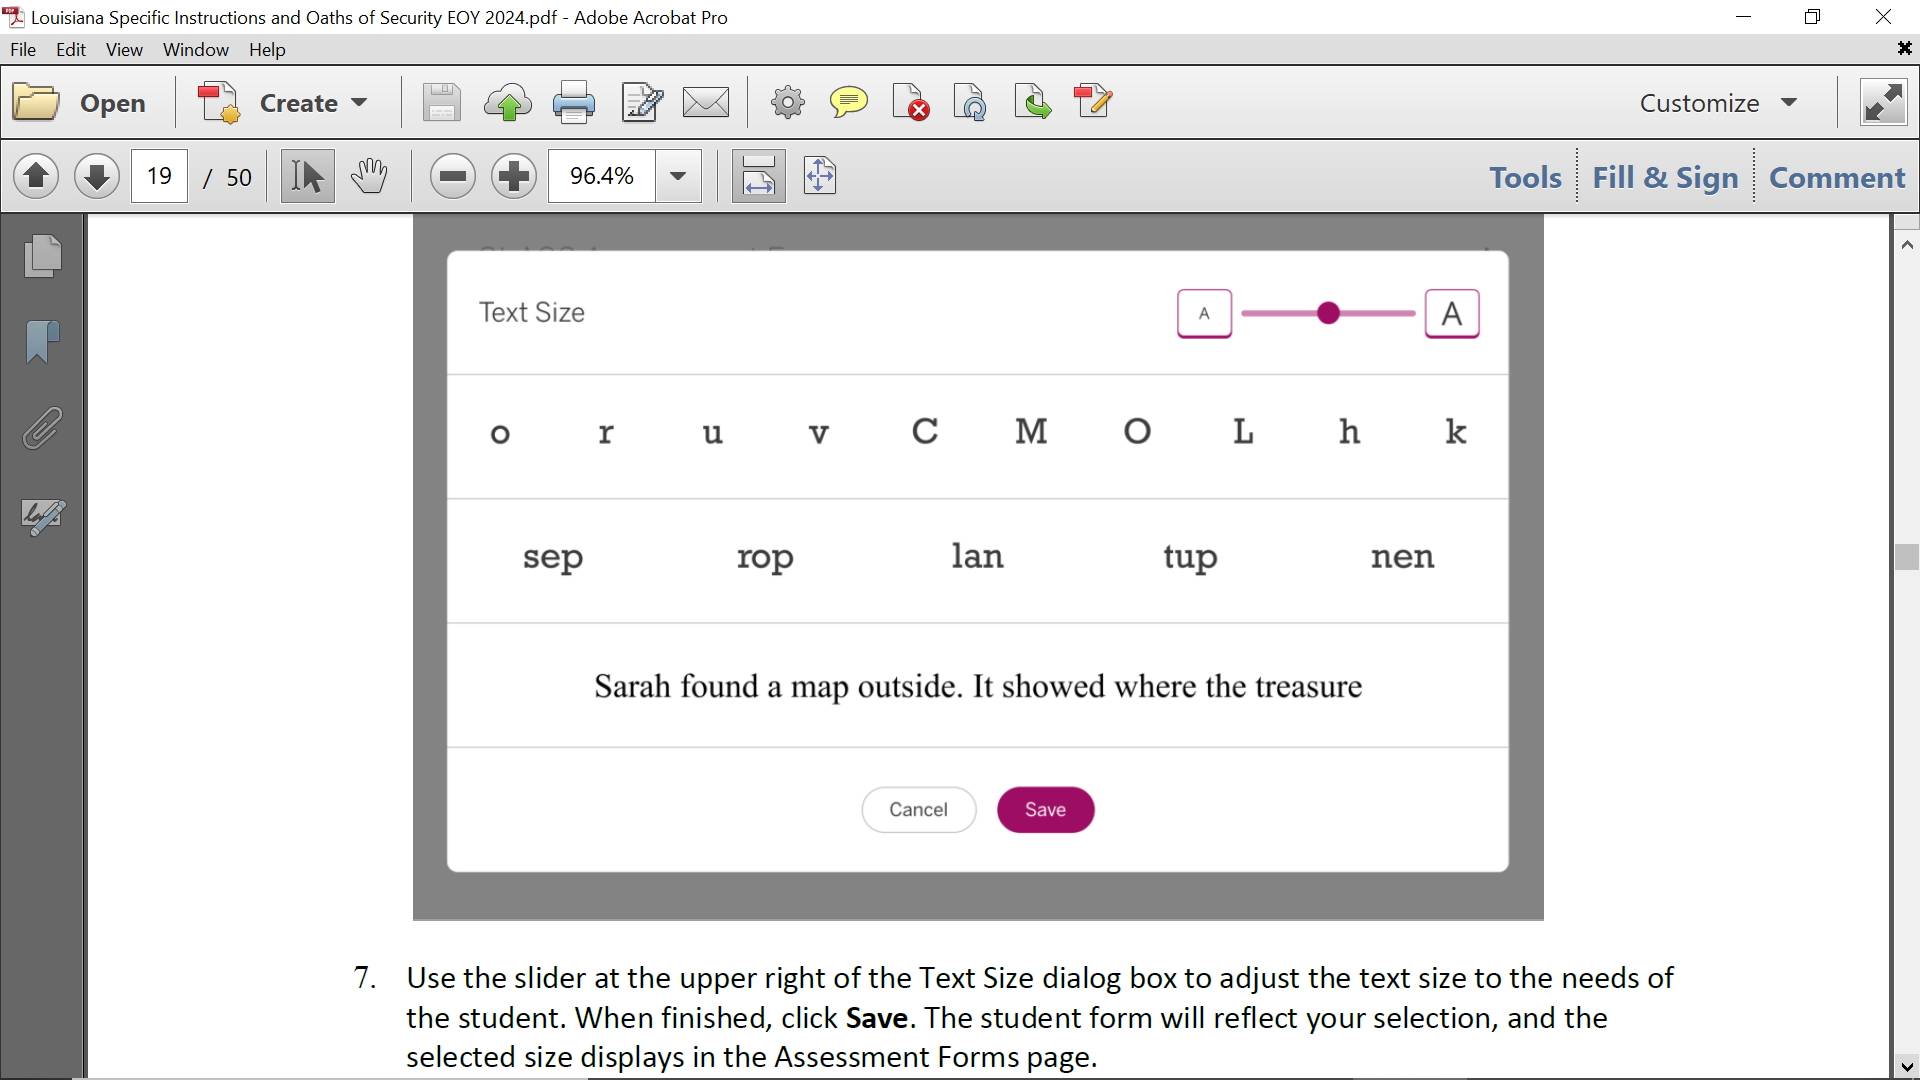 Louisiana Specific Instructions and Oaths of Security EOY 2024.pdf - Adobe Acrobat Pro
File Edit View Window Help
Open Create Customize
19 / 50 96.4% Tools Fill & Sign Comment
Text Size A A
o r u v C M O L h k
sep rop lan tup nen
Sarah found a map outside. It showed where the treasure
Cancel Save
7. Use the slider at the upper right of the Text Size dialog box to adjust the text size to the needs of
the student. When finished, click Save. The student form will reflect your selection, and the
selected size displays in the Assessment Forms page.